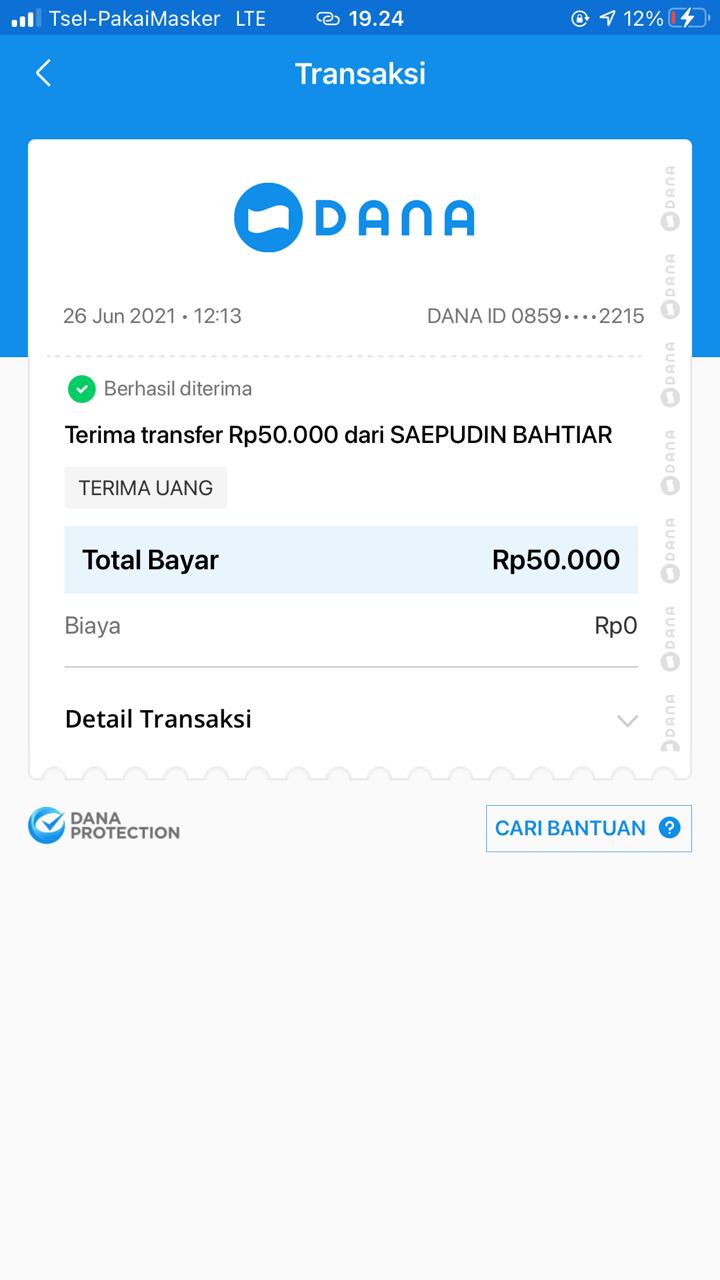 Tsel-PakaiMasker LTE 19.24 12%
Transaksi
DANA
26 Jun 2021 • 12:13 DANA ID 0859••••2215
Berhasil diterima
Terima transfer Rp50.000 dari SAEPUDIN BAHTIAR
TERIMA UANG
Total Bayar Rp50.000
Biaya Rp0
Detail Transaksi
DANA
PROTECTION
CARI BANTUAN ?
DANA
DANA
DANA
DANA
DANA
DANA
DANA